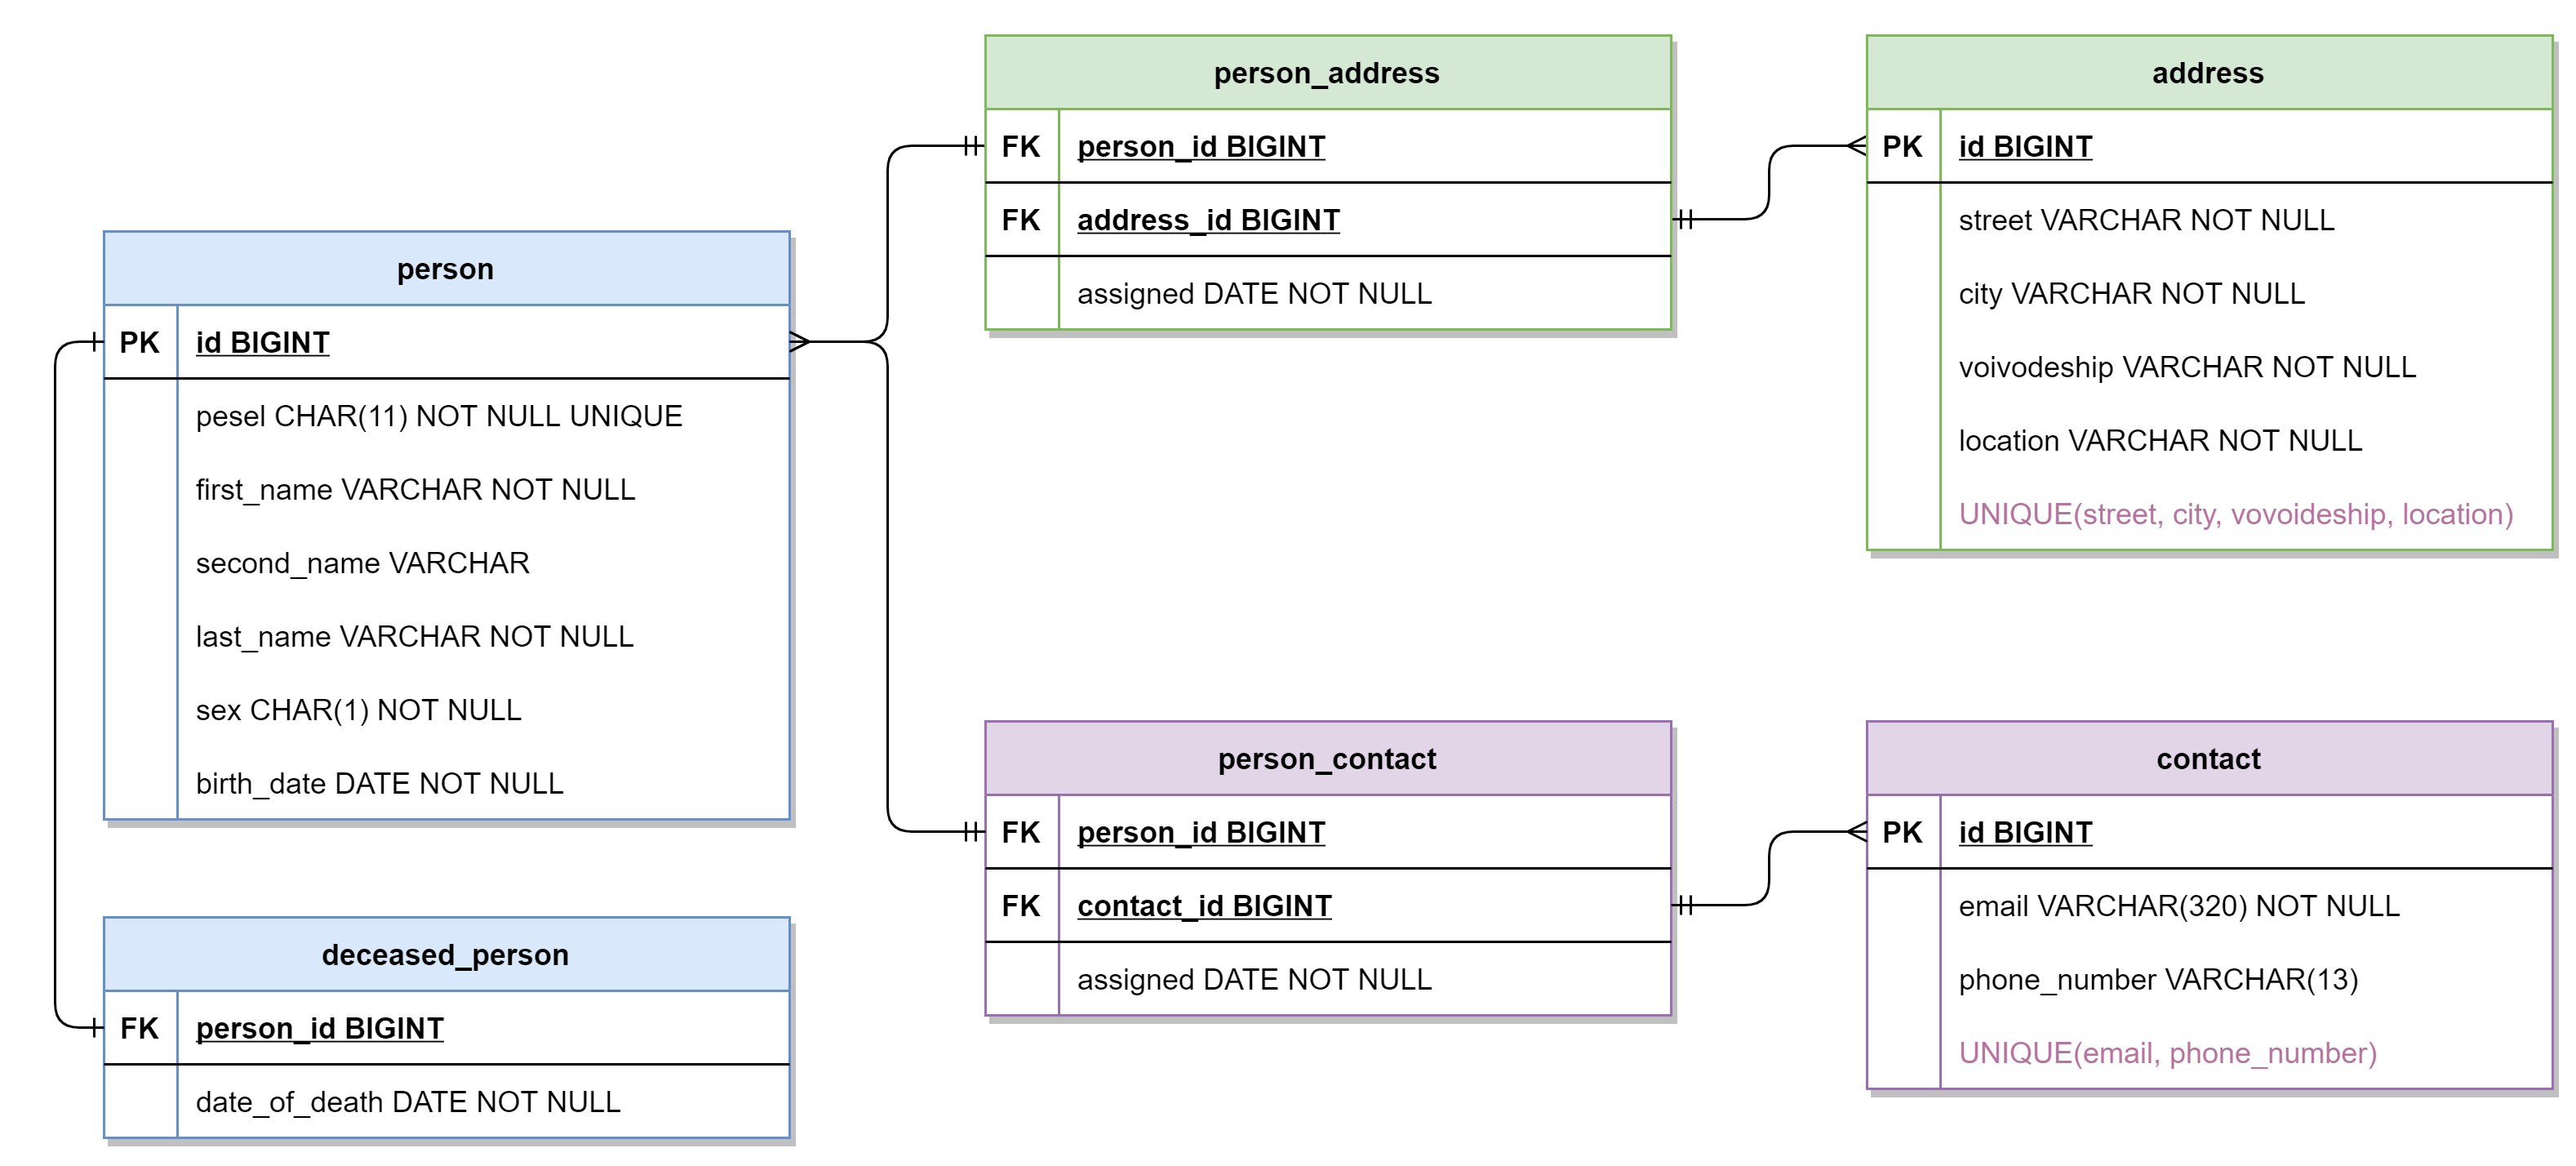 person
PK id BIGINT
pesel CHAR(11) NOT NULL UNIQUE
first_name VARCHAR NOT NULL
second_name VARCHAR
last_name VARCHAR NOT NULL
sex CHAR(1) NOT NULL
birth_date DATE NOT NULL
deceased_person
FK person_id BIGINT
date_of_death DATE NOT NULL
person_address
FK person_id BIGINT
FK address_id BIGINT
assigned DATE NOT NULL
address
PK id BIGINT
street VARCHAR NOT NULL
city VARCHAR NOT NULL
voivodeship VARCHAR NOT NULL
location VARCHAR NOT NULL
UNIQUE(street, city, vovoideship, location)
person_contact
FK person_id BIGINT
FK contact_id BIGINT
assigned DATE NOT NULL
contact
PK id BIGINT
email VARCHAR(320) NOT NULL
phone_number VARCHAR(13)
UNIQUE(email, phone_number)